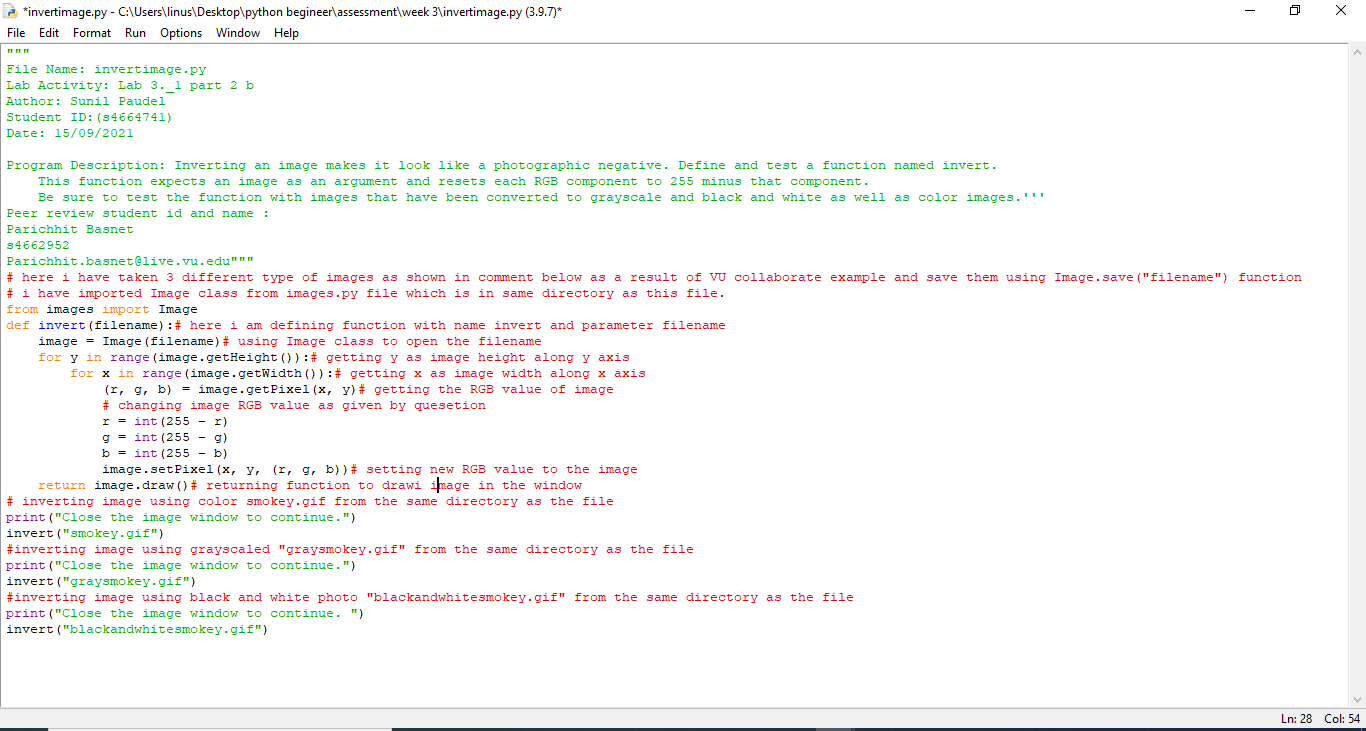 *invertimage.py - C:\Users\linus\Desktop\python begineer\assessment\week 3\invertimage.py (3.9.7)*
File Edit Format Run Options Window Help
"""
File Name: invertimage.py
Lab Activity: Lab 3._1 part 2 b
Author: Sunil Paudel
Student ID:(s4664741)
Date: 15/09/2021

Program Description: Inverting an image makes it look like a photographic negative. Define and test a function named invert.
    This function expects an image as an argument and resets each RGB component to 255 minus that component.
    Be sure to test the function with images that have been converted to grayscale and black and white as well as color images.'''
Peer review student id and name :
Parichhit Basnet
s4662952
Parichhit.basnet@live.vu.edu"""
# here i have taken 3 different type of images as shown in comment below as a result of VU collaborate example and save them using Image.save("filename") function
# i have imported Image class from images.py file which is in same directory as this file.
from images import Image
def invert(filename):# here i am defining function with name invert and parameter filename
    image = Image(filename)# using Image class to open the filename
    for y in range(image.getHeight()):# getting y as image height along y axis
        for x in range(image.getWidth()):# getting x as image width along x axis
            (r, g, b) = image.getPixel(x, y)# getting the RGB value of image
            # changing image RGB value as given by quesetion
            r = int(255 - r)
            g = int(255 - g)
            b = int(255 - b)
            image.setPixel(x, y, (r, g, b))# setting new RGB value to the image
    return image.draw()# returning function to drawi image in the window
# inverting image using color smokey.gif from the same directory as the file
print("Close the image window to continue.")
invert("smokey.gif")
#inverting image using grayscaled "graysmokey.gif" from the same directory as the file
print("Close the image window to continue.")
invert("graysmokey.gif")
#inverting image using black and white photo "blackandwhitesmokey.gif" from the same directory as the file
print("Close the image window to continue. ")
invert("blackandwhitesmokey.gif")
Ln: 28 Col: 54